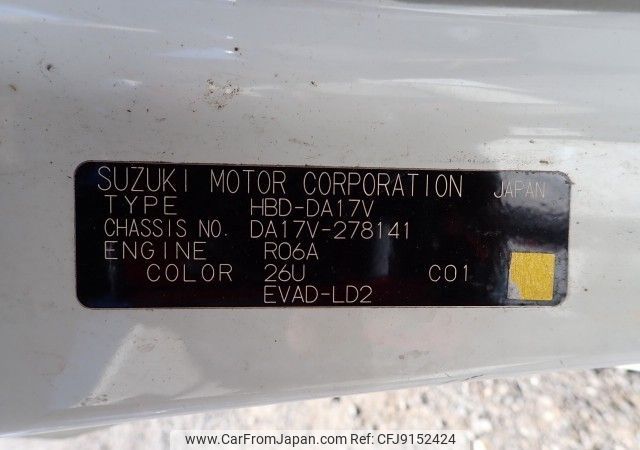 SUZUKI MOTOR CORPORATION JAPAN
TYPE HBD-DA17V
CHASSIS NO. DA17V-278141
ENGINE R06A
COLOR 26U C01
EVAD-LD2
www.CarFromJapan.com CFJ9152424